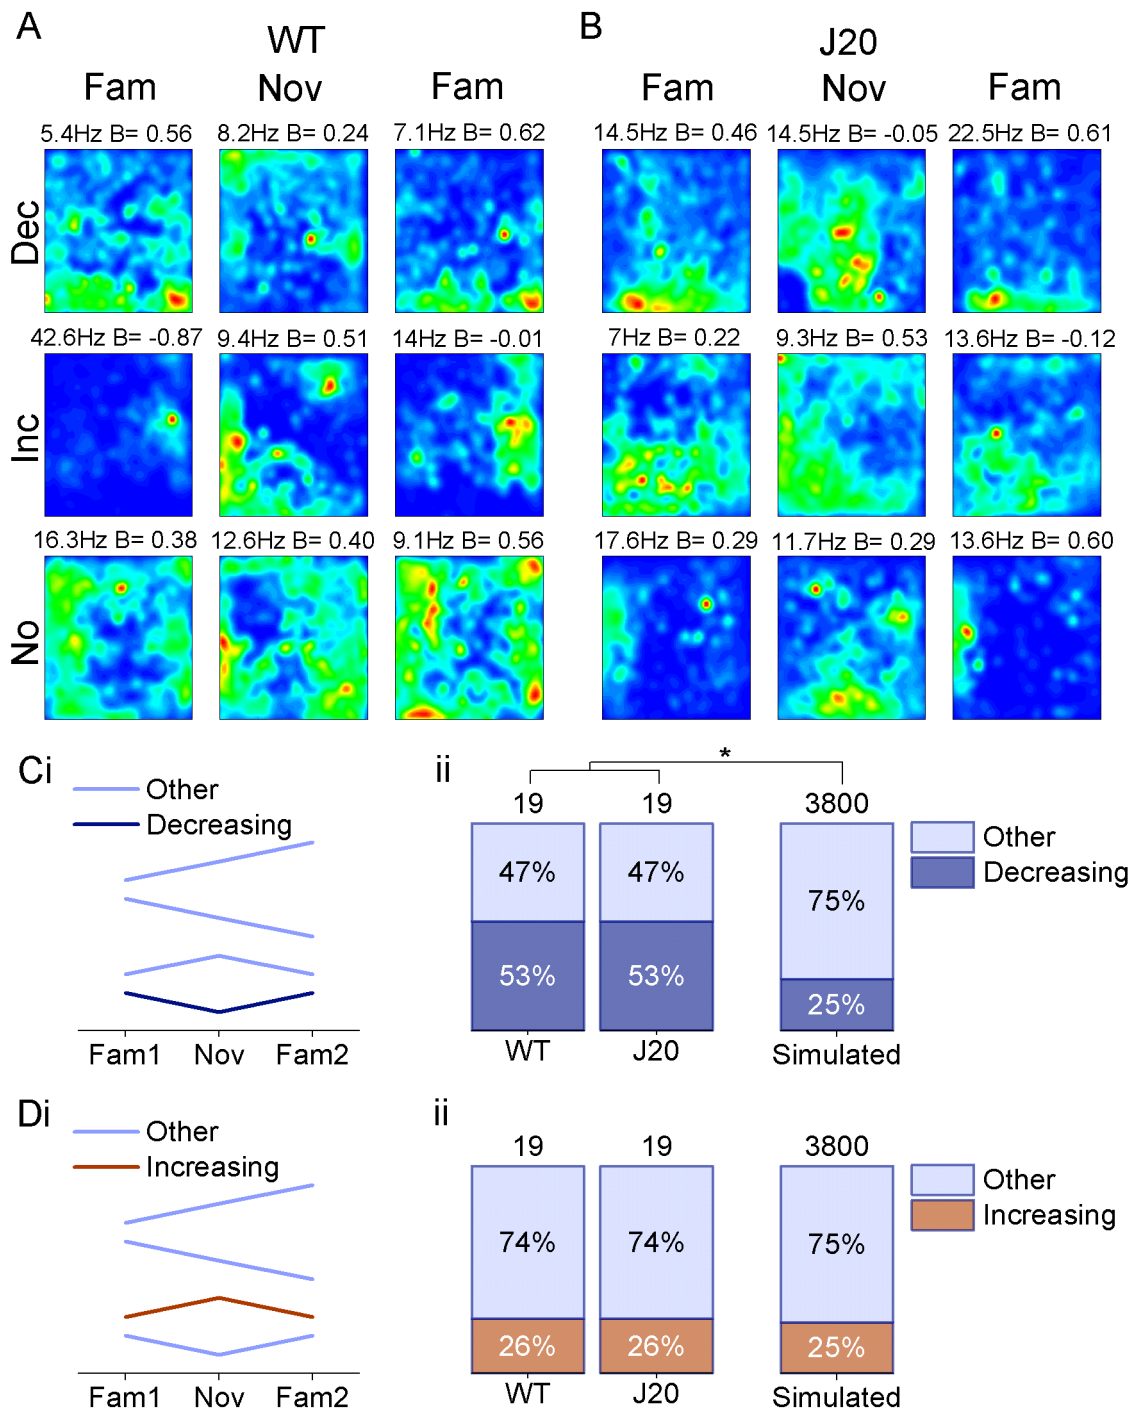 A
WT
Fam Nov Fam
B
J20
Fam Nov Fam
Dec
5.4Hz B= 0.56 8.2Hz B= 0.24 7.1Hz B= 0.62
14.5Hz B= 0.46 14.5Hz B= -0.05 22.5Hz B= 0.61
Inc
42.6Hz B= -0.87 9.4Hz B= 0.51 14Hz B= -0.01
7Hz B= 0.22 9.3Hz B= 0.53 13.6Hz B= -0.12
No
16.3Hz B= 0.38 12.6Hz B= 0.40 9.1Hz B= 0.56
17.6Hz B= 0.29 11.7Hz B= 0.29 13.6Hz B= 0.60
Ci
Other
Decreasing
Fam1 Nov Fam2
ii
*
19 19 3800
47% 47% 75%
53% 53% 25%
WT J20 Simulated
Other
Decreasing
Di
Other
Increasing
Fam1 Nov Fam2
ii
19 19 3800
74% 74% 75%
26% 26% 25%
WT J20 Simulated
Other
Increasing